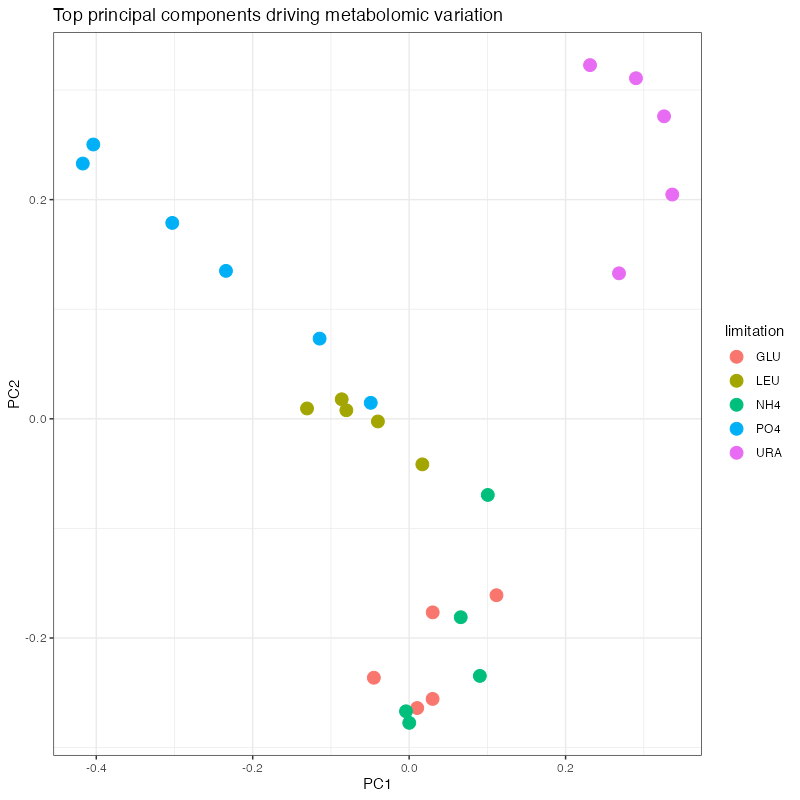 Top principal components driving metabolomic variation
PC2
0.2
0.0
-0.2
-0.4
-0.2
0.0
0.2
PC1
limitation
GLU
LEU
NH4
PO4
URA